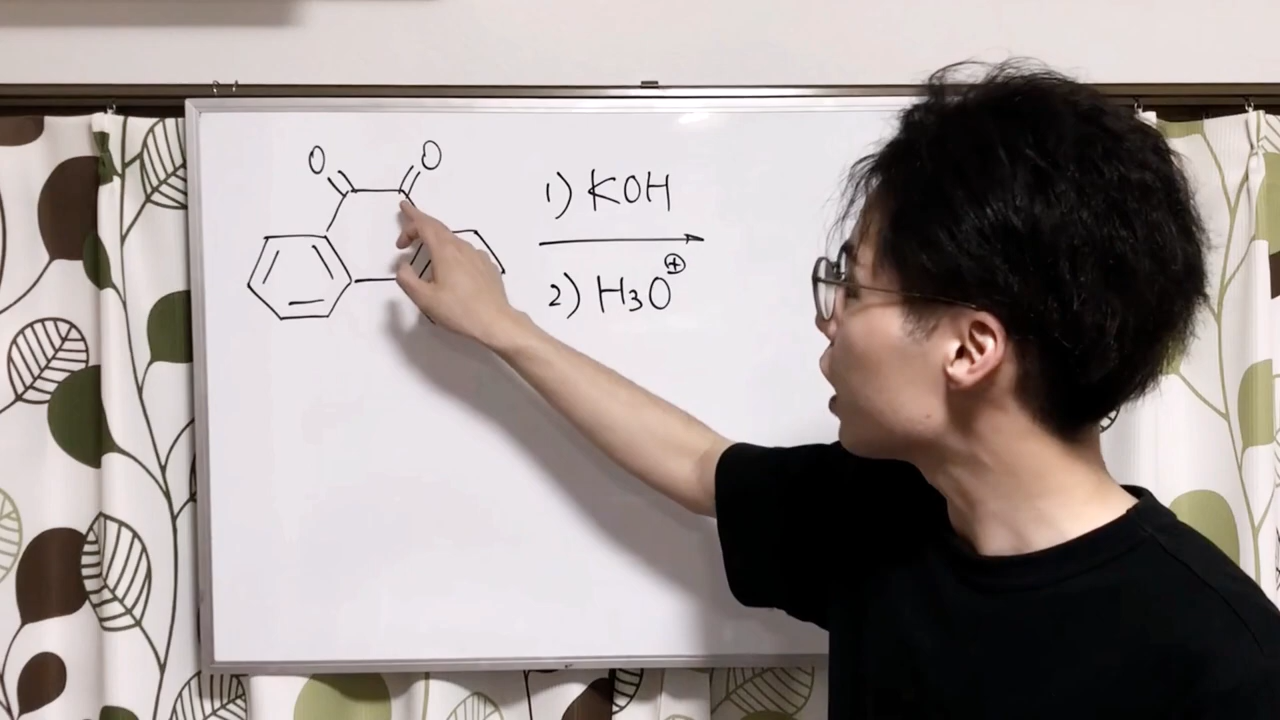 O O
1) KOH
2) H₃O⊕